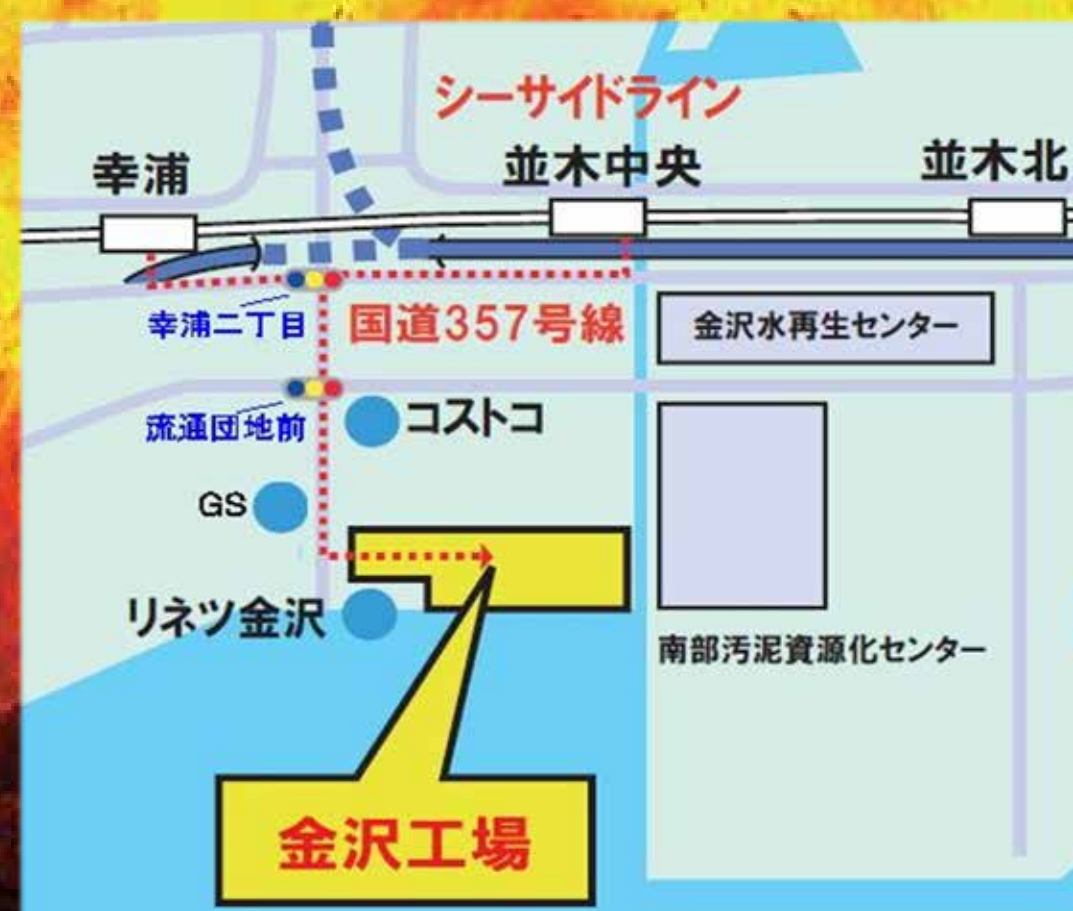 シーサイドライン
幸浦
並木中央
並木北
幸浦二丁目
国道357号線
金沢水再生センター
流通団地前
コストコ
GS
リネツ金沢
南部汚泥資源化センター
金沢工場